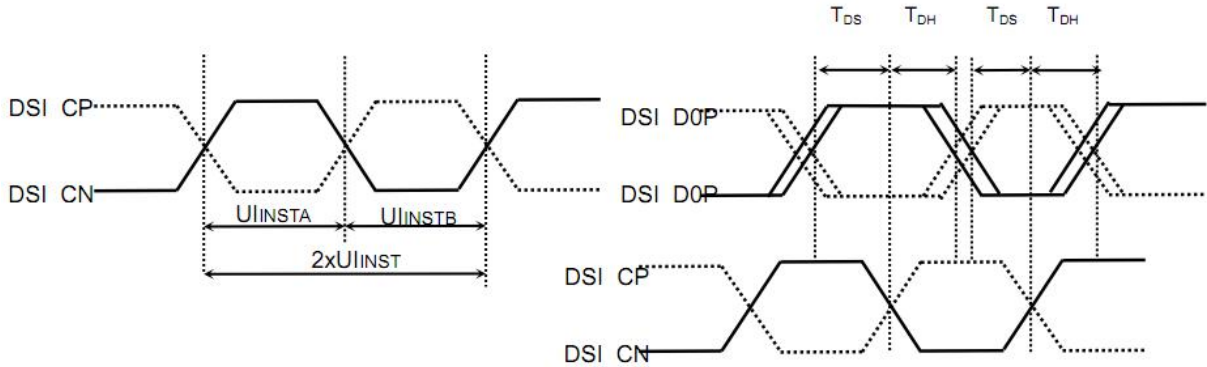 DSI CP
DSI CN
UIINSTA
UIINSTB
2xUIINST
TDS
TDH
TDS
TDH
DSI D0P
DSI D0P
DSI CP
DSI CN